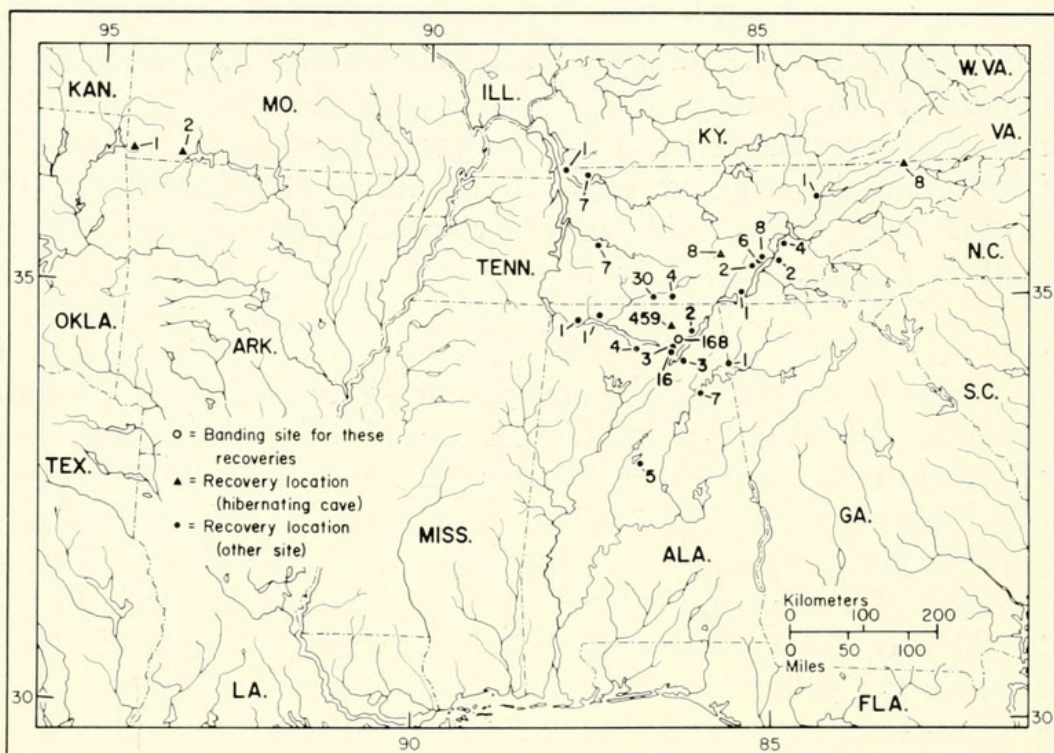 95 90 85
KAN. MO. ILL. KY. W. VA.
VA.
1 2 1 7 1 8
TENN. N.C.
7 8 6 8 4
2 2
35 30 4 1 35
459 2
OKLA. ARK. 1 1 168
4 3 3 1
16 7 S.C.
TEX. 5
○ = Banding site for these
recoveries
▲ = Recovery location
(hibernating cave)
• = Recovery location
(other site)
MISS. ALA. GA.
Kilometers
0 100 200
0 50 100
Miles
LA. FLA.
30 30
90 85